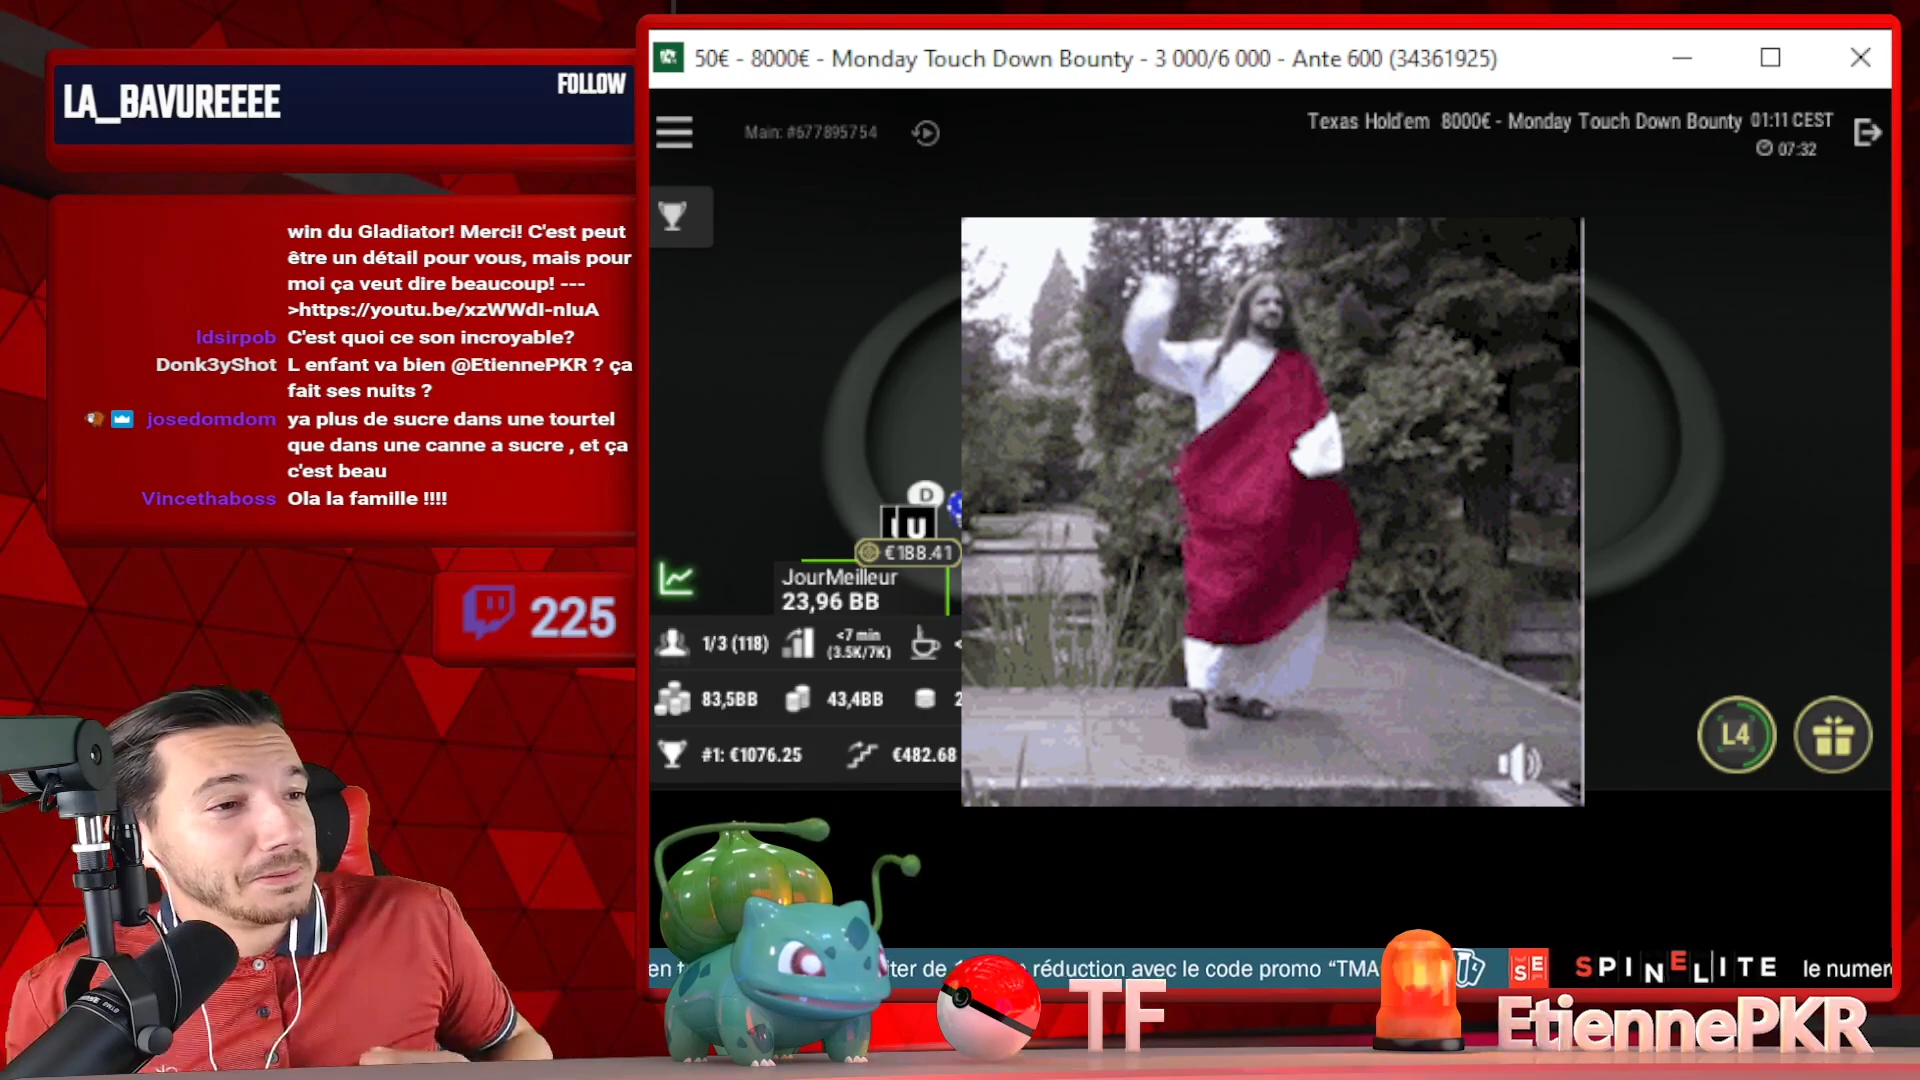 LA_BAVUREEEE
FOLLOW
win du Gladiator! Merci! C'est peut
être un détail pour vous, mais pour
moi ça veut dire beaucoup! ---
>https://youtu.be/xzWWdI-nIuA
ldsirpob C'est quoi ce son incroyable?
Donk3yShot L enfant va bien @EtiennePKR ? ça
fait ses nuits ?
josedomdom ya plus de sucre dans une tourtel
que dans une canne a sucre , et ça
c'est beau
Vincethaboss Ola la famille !!!!
225
50€ - 8000€ - Monday Touch Down Bounty - 3 000/6 000 - Ante 600 (34361925)
Main: #677895754
Texas Hold'em 8000€ - Monday Touch Down Bounty 01:11 CEST
07:32
D
U
€188.41
JourMeilleur
23,96 BB
1/3 (118)
<7 min
(3.5K/7K)
83,5BB
43,4BB
#1: €1076.25
€482.68
L4
réduction avec le code promo “TMA
SE
SPINELITE
le numer
TF
EtiennePKR